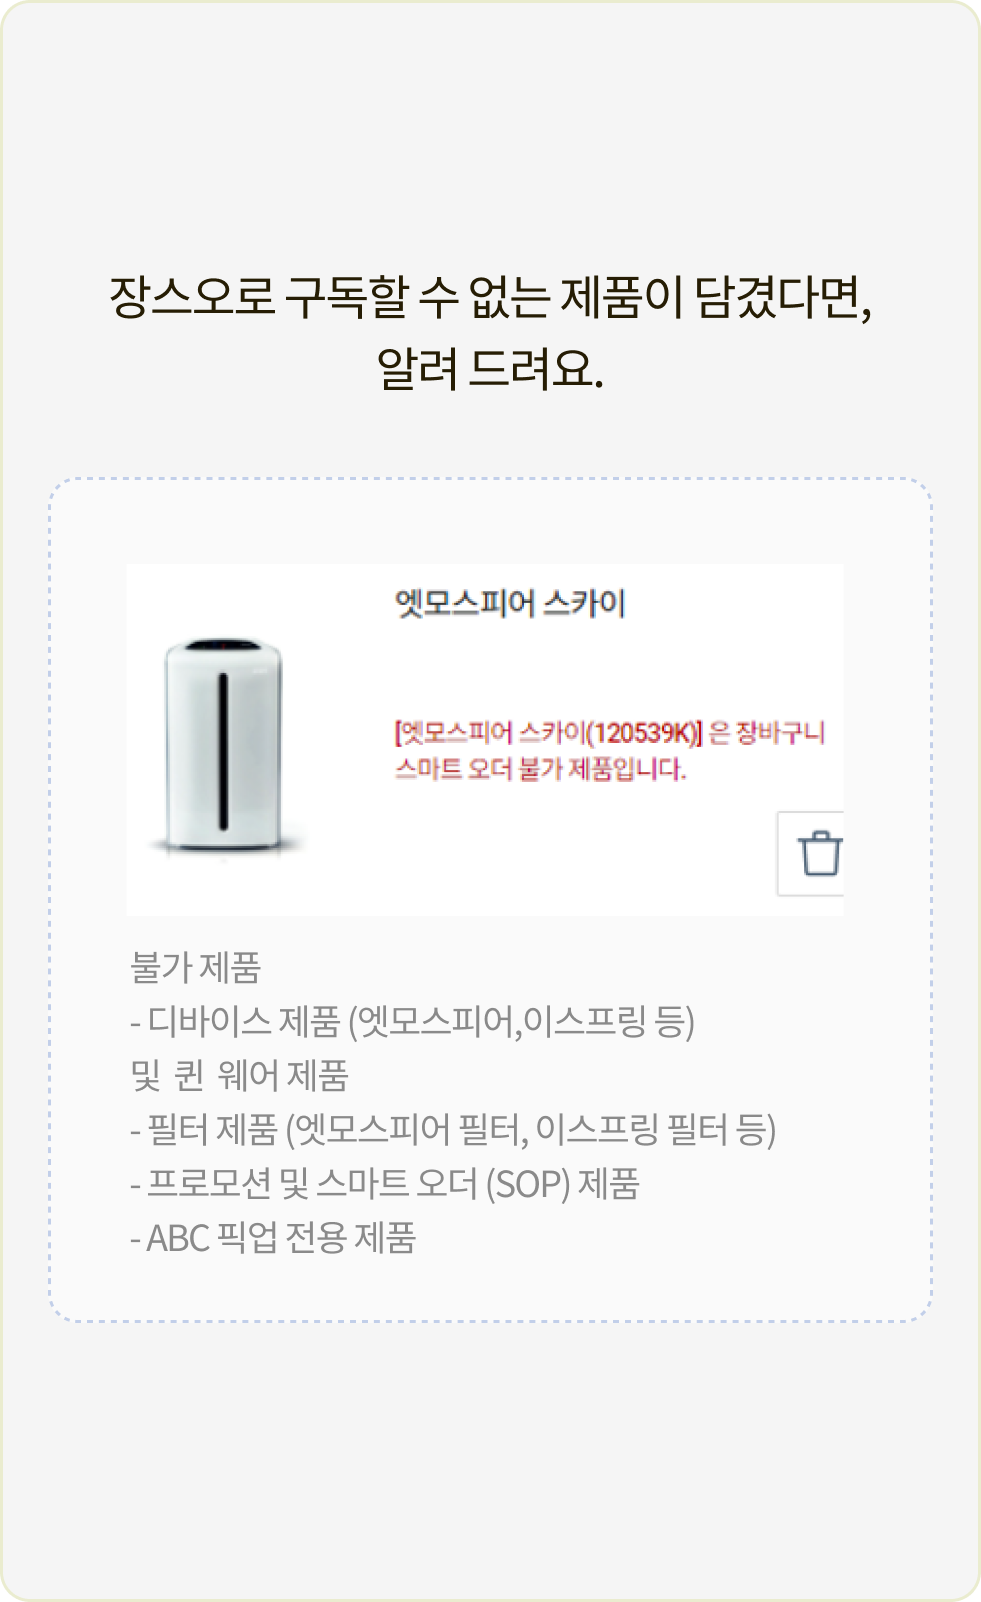 장스오로 구독할 수 없는 제품이 담겼다면,
알려 드려요.
엣모스피어 스카이
[엣모스피어 스카이(120539K)] 은 장바구니
스마트 오더 불가 제품입니다.
불가 제품
- 디바이스 제품 (엣모스피어,이스프링 등)
및 퀸 웨어 제품
- 필터 제품 (엣모스피어 필터, 이스프링 필터 등)
- 프로모션 및 스마트 오더 (SOP) 제품
- ABC 픽업 전용 제품